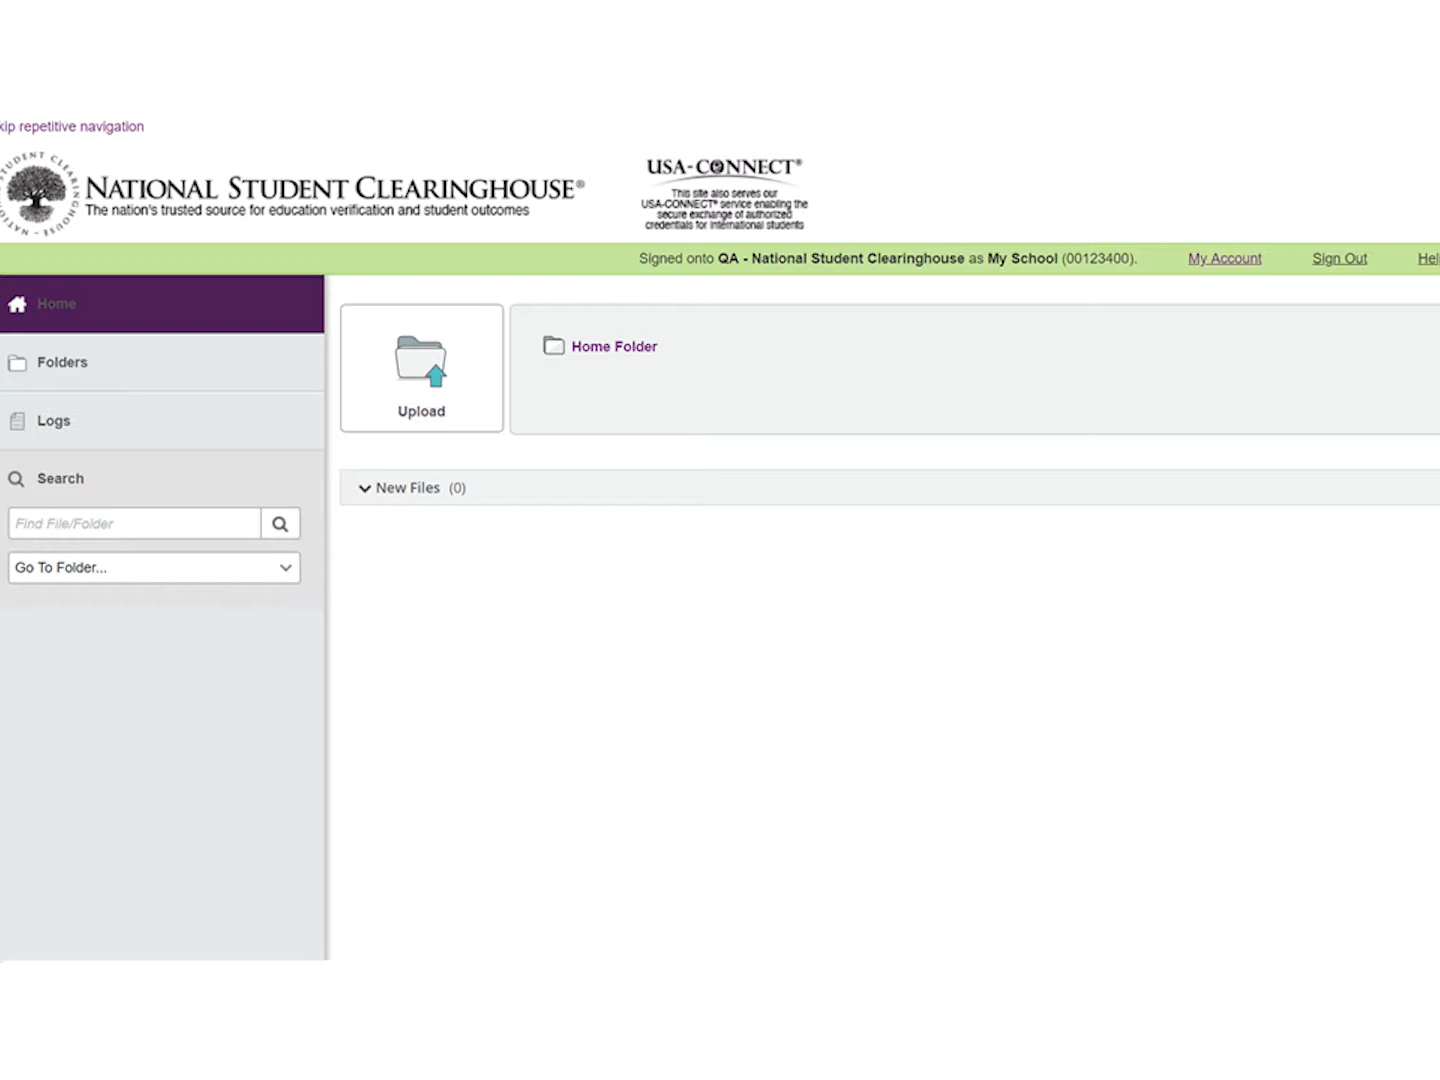 kip repetitive navigation
NATIONAL STUDENT CLEARINGHOUSE®
The nation's trusted source for education verification and student outcomes
USA-CONNECT®
This site also serves our
USA-CONNECT® service enabling the
secure exchange of authorized
credentials for international students
Signed onto QA - National Student Clearinghouse as My School (00123400).
My Account
Sign Out
Hel
Home
Folders
Logs
Search
Find File/Folder
Go To Folder...
Upload
Home Folder
New Files (0)